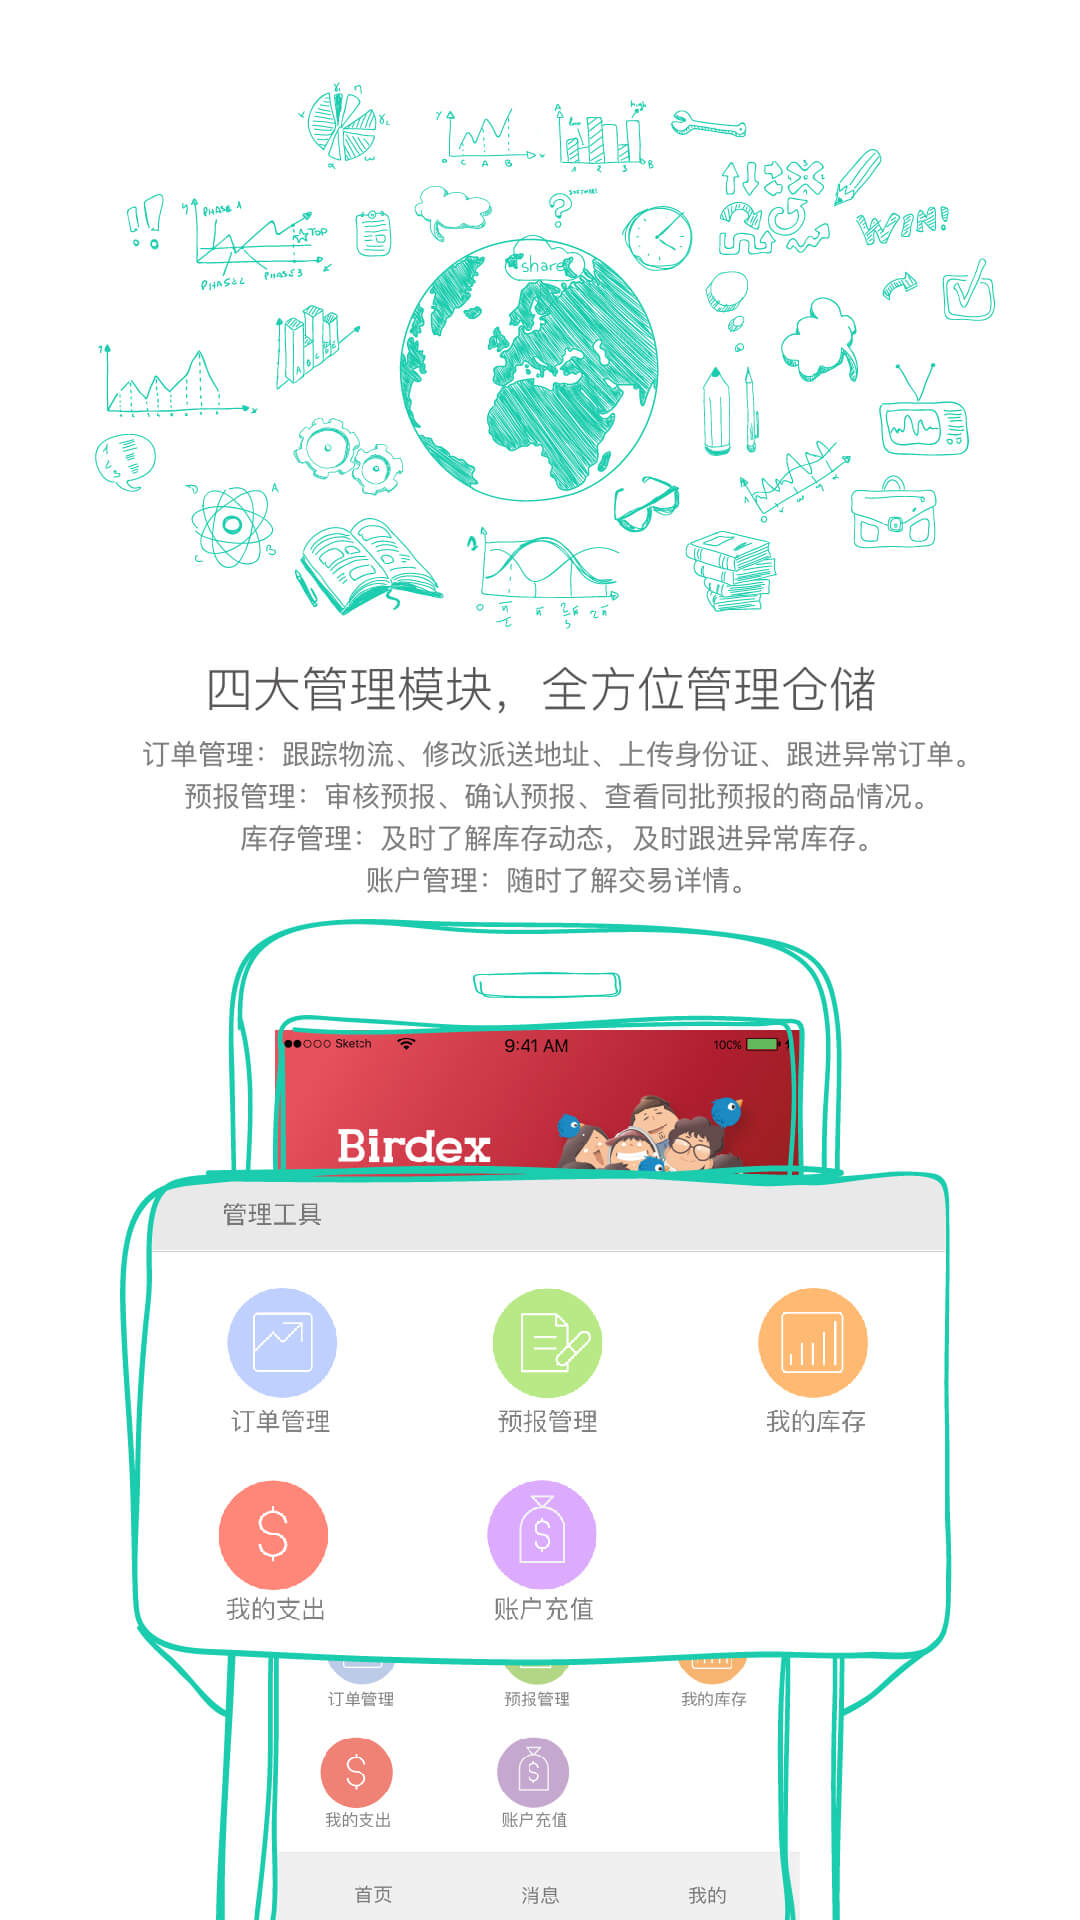 Y
A
high
C A B
1 2 3 B
SOFTWARE
?
PHASE 1
TOP
PHASE 2
PHASE 3
WIN!
share
A B C
1
2
3
A
B
C
D
四大管理模块，全方位管理仓储
订单管理：跟踪物流、修改派送地址、上传身份证、跟进异常订单。
预报管理：审核预报、确认预报、查看同批预报的商品情况。
库存管理：及时了解库存动态，及时跟进异常库存。
账户管理：随时了解交易详情。
Sketch 9:41 AM 100%
Birdex
管理工具
订单管理 预报管理 我的库存
我的支出 账户充值
订单管理 预报管理 我的库存
我的支出 账户充值
首页 消息 我的